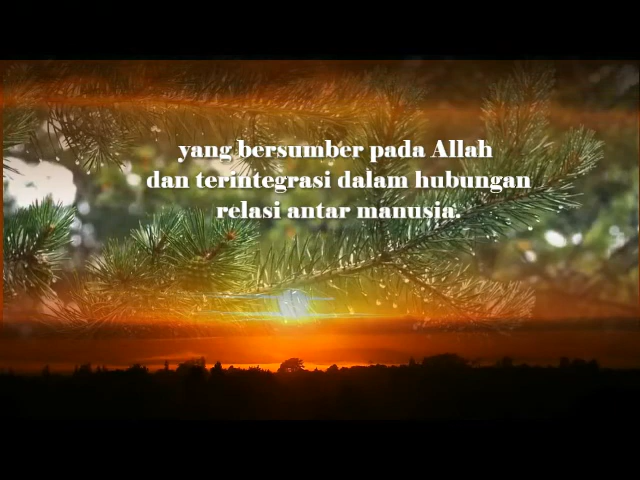 yang bersumber pada Allah
dan terintegrasi dalam hubungan
relasi antar manusia.